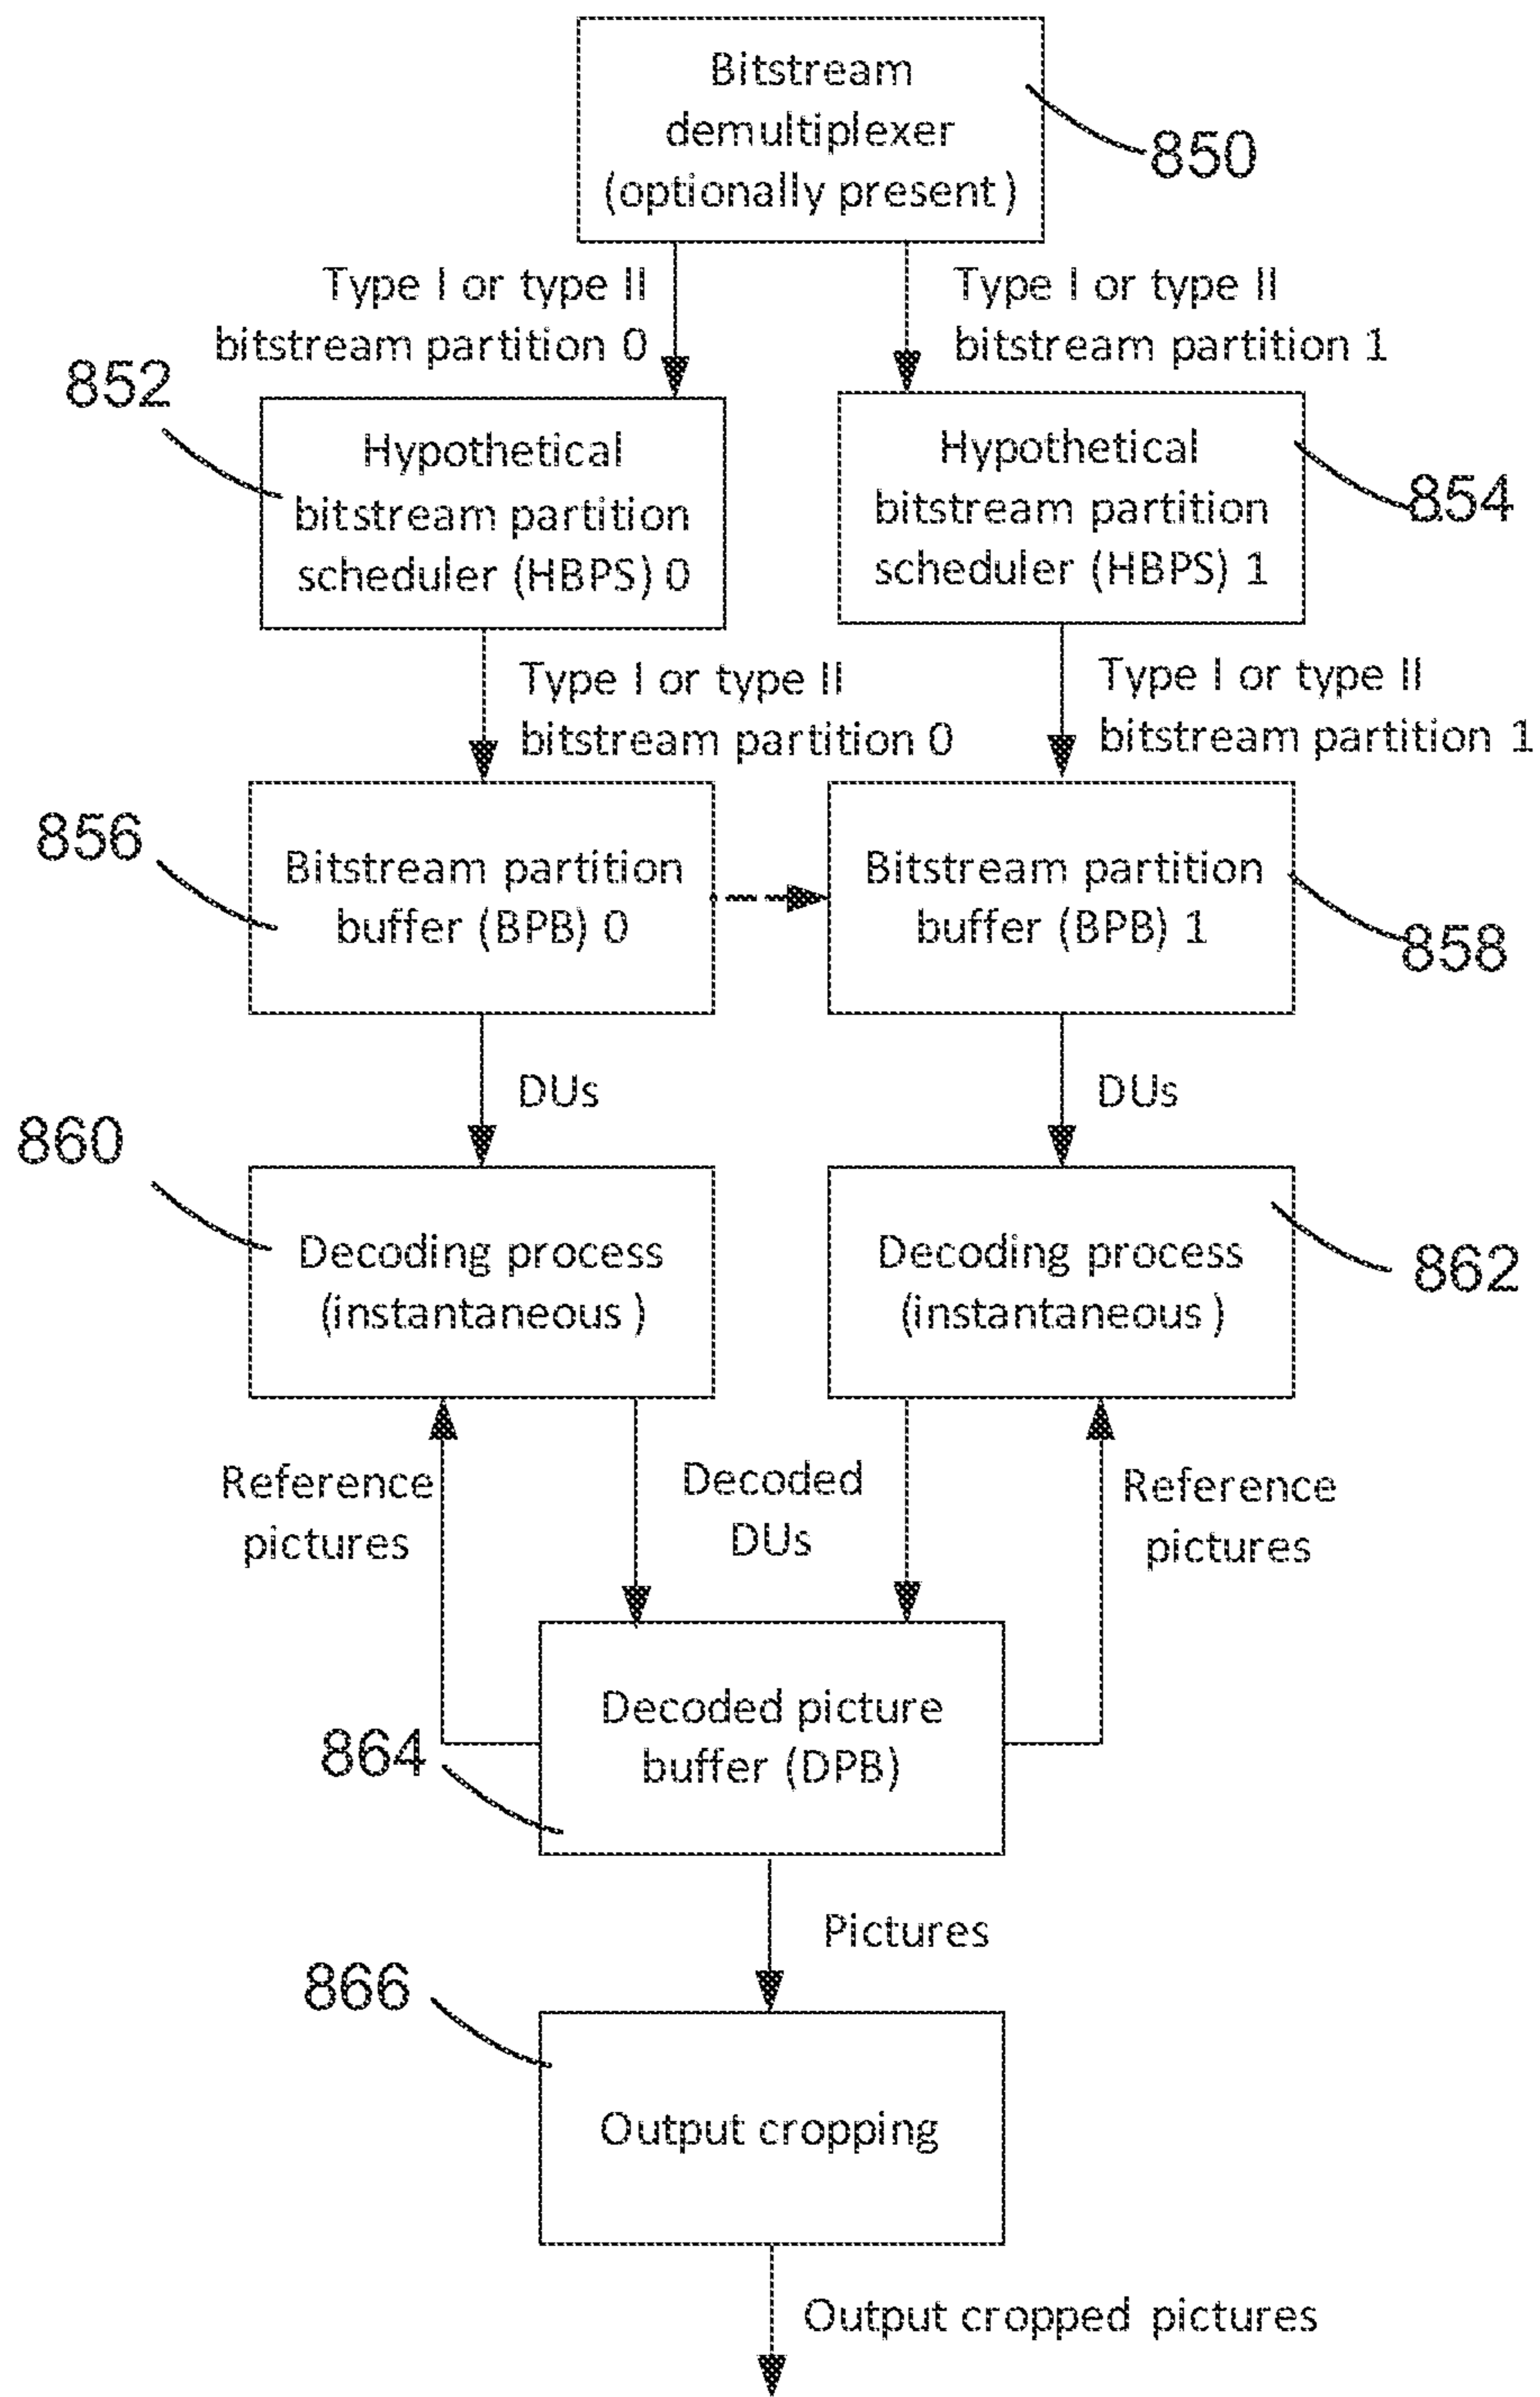 Bitstream
demultiplexer
(optionally present)
850
Type I or type II
bitstream partition 0
Type I or type II
bitstream partition 1
852
Hypothetical
bitstream partition
scheduler (HBPS) 0
Hypothetical
bitstream partition
scheduler (HBPS) 1
854
Type I or type II
bitstream partition 0
Type I or type II
bitstream partition 1
856
Bitstream partition
buffer (BPB) 0
Bitstream partition
buffer (BPB) 1
858
DUs
DUs
860
Decoding process
(instantaneous)
Decoding process
(instantaneous)
862
Reference
pictures
Decoded
DUs
Reference
pictures
Decoded picture
buffer (DPB)
864
Pictures
866
Output cropping
Output cropped pictures